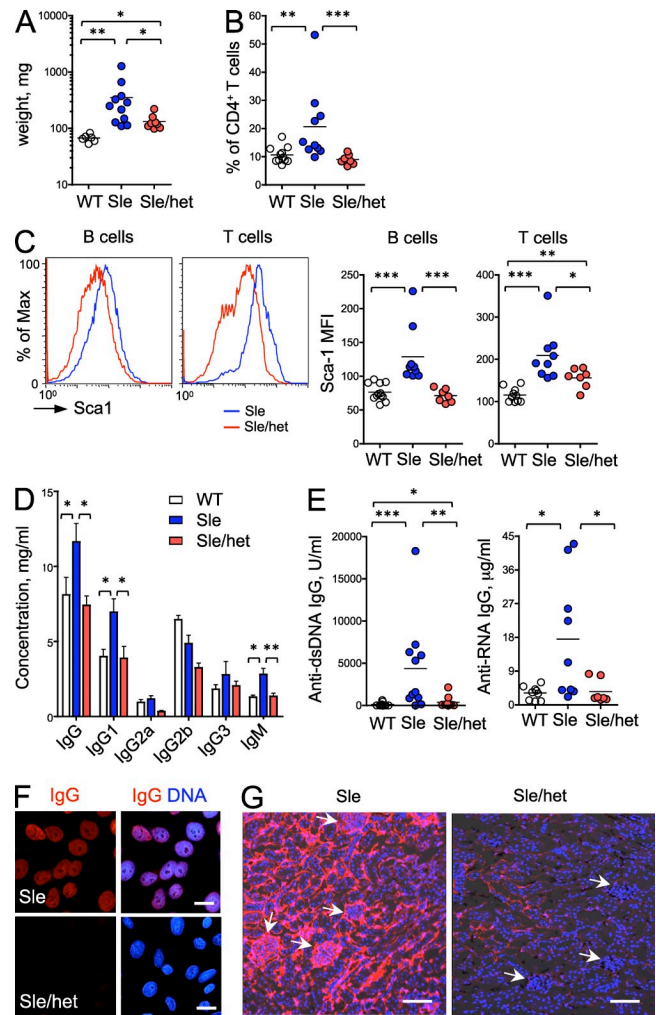 A
weight, mg
10000
1000
100
10
* 
** *
WT Sle Sle/het
B
% of CD4+ T cells
60
50
40
30
20
10
0
** ***
WT Sle Sle/het
C
B cells T cells
% of Max
100
80
60
40
20
0
Sca1
Sle
Sle/het
B cells T cells
Sca-1 MFI
250
200
150
100
50
0
*** ***
WT Sle Sle/het
400
300
200
100
0
**
*** *
WT Sle Sle/het
D
Concentration, mg/ml
15
10
5
0
WT
Sle
Sle/het
* *
* *
* **
IgG IgG1 IgG2a IgG2b IgG3 IgM
E
Anti-dsDNA IgG, U/ml
20000
15000
10000
5000
0
*
*** **
WT Sle Sle/het
Anti-RNA IgG, μg/ml
45
36
27
18
9
0
* *
WT Sle Sle/het
F
IgG IgG DNA
Sle
Sle/het
G
Sle Sle/het